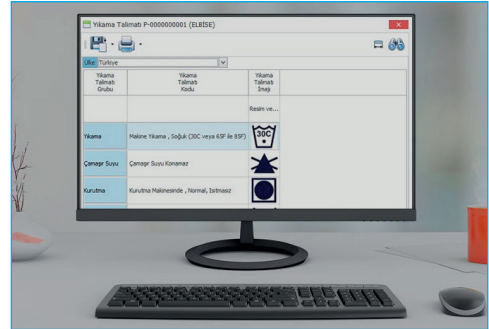 Yıkama Talimatı P-0000000001 (ELBİSE)
Ülke Türkiye
Yıkama Talimatı Grubu
Yıkama Talimatı Kodu
Yıkama Talimatı İmajı
Resim ve...
Yıkama
Makine Yıkama , Soğuk (30C veya 65F ile 85F)
30C
Çamaşır Suyu
Çamaşır Suyu Konamaz
Kurutma
Kurutma Makinesinde , Normal, Isıtmasız